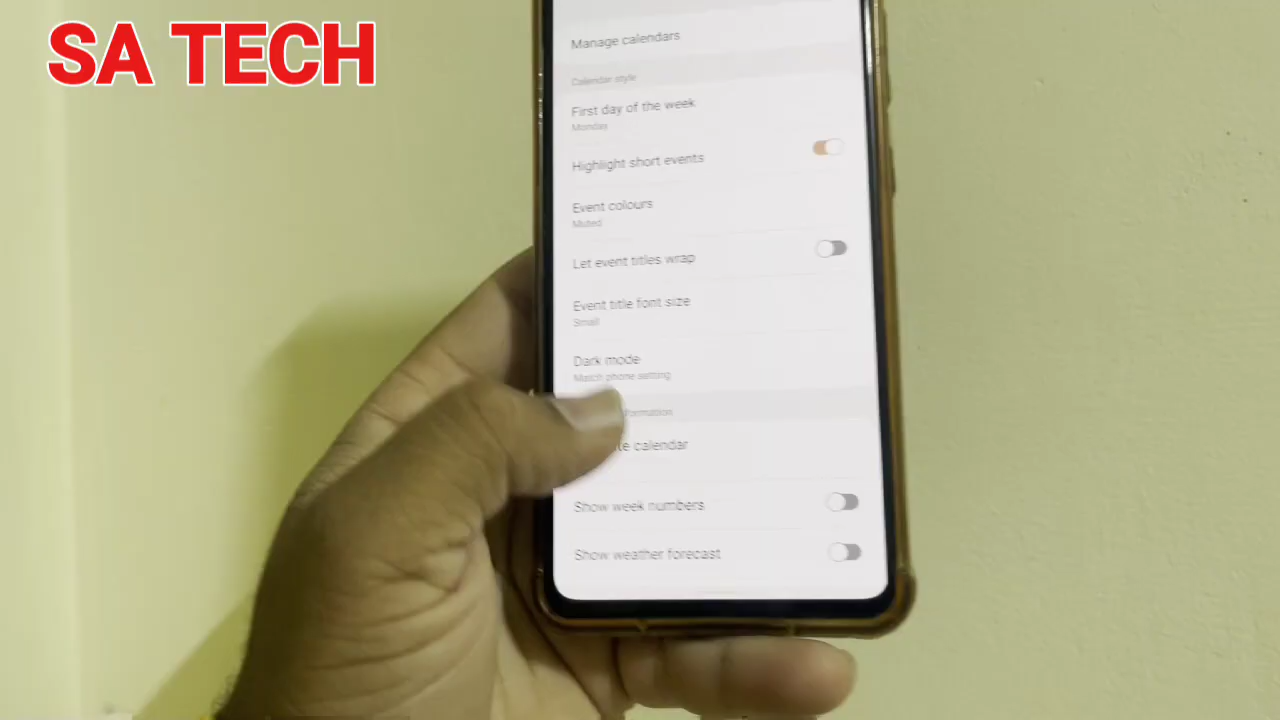 SA TECH
Manage calendars
Calendar style
First day of the week
Monday
Highlight short events
Event colours
Muted
Let event titles wrap
Event title font size
Small
Dark mode
Match phone setting
calendar
Show week numbers
Show weather forecast